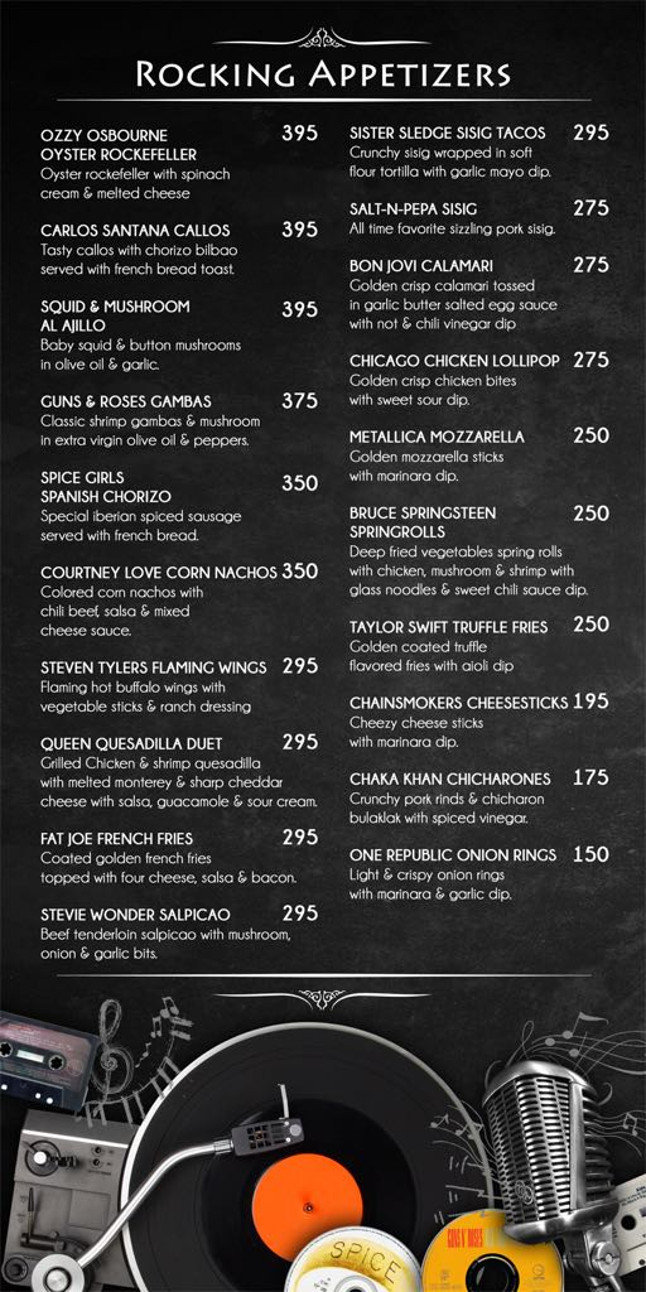 ROCKING APPETIZERS
OZZY OSBOURNE 395
OYSTER ROCKEFELLER
Oyster rockefeller with spinach
cream & melted cheese
CARLOS SANTANA CALLOS 395
Tasty callos with chorizo bilbao
served with french bread toast.
SQUID & MUSHROOM 395
AL AJILLO
Baby squid & button mushrooms
in olive oil & garlic.
GUNS & ROSES GAMBAS 375
Classic shrimp gambas & mushroom
in extra virgin olive oil & peppers.
SPICE GIRLS 350
SPANISH CHORIZO
Special iberian spiced sausage
served with french bread.
COURTNEY LOVE CORN NACHOS 350
Colored corn nachos with
chili beef, salsa & mixed
cheese sauce.
STEVEN TYLERS FLAMING WINGS 295
Flaming hot buffalo wings with
vegetable sticks & ranch dressing
QUEEN QUESADILLA DUET 295
Grilled Chicken & shrimp quesadilla
with melted monterey & sharp cheddar
cheese with salsa, guacamole & sour cream.
FAT JOE FRENCH FRIES 295
Coated golden french fries
topped with four cheese, salsa & bacon.
STEVIE WONDER SALPICAO 295
Beef tenderloin salpicao with mushroom,
onion & garlic bits.
SISTER SLEDGE SISIG TACOS 295
Crunchy sisig wrapped in soft
flour tortilla with garlic mayo dip.
SALT-N-PEPA SISIG 275
All time favorite sizzling pork sisig.
BON JOVI CALAMARI 275
Golden crisp calamari tossed
in garlic butter salted egg sauce
with not & chili vinegar dip
CHICAGO CHICKEN LOLLIPOP 275
Golden crisp chicken bites
with sweet sour dip.
METALLICA MOZZARELLA 250
Golden mozzarella sticks
with marinara dip.
BRUCE SPRINGSTEEN 250
SPRINGROLLS
Deep fried vegetables spring rolls
with chicken, mushroom & shrimp with
glass noodles & sweet chili sauce dip.
TAYLOR SWIFT TRUFFLE FRIES 250
Golden coated truffle
flavored fries with aioli dip
CHAINSMOKERS CHEESESTICKS 195
Cheezy cheese sticks
with marinara dip.
CHAKA KHAN CHICHARONES 175
Crunchy pork rinds & chicharon
bulaklak with spiced vinegar.
ONE REPUBLIC ONION RINGS 150
Light & crispy onion rings
with marinara & garlic dip.
SPICE
GUNS N' ROSES